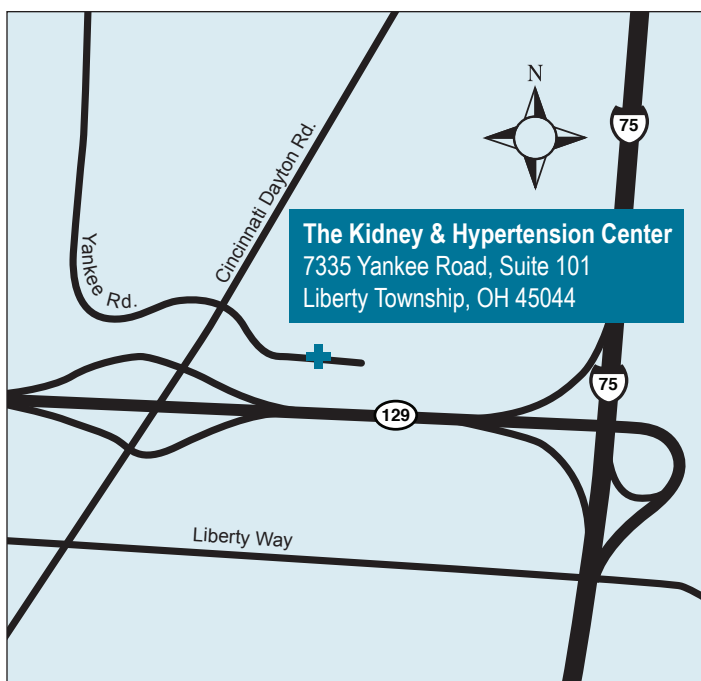 N
75
Cincinnati Dayton Rd.
Yankee Rd.
The Kidney & Hypertension Center
7335 Yankee Road, Suite 101
Liberty Township, OH 45044
75
129
Liberty Way